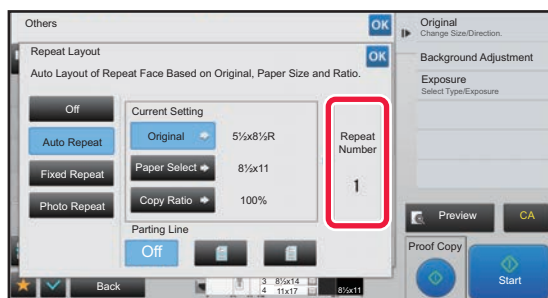 Others
OK
Original
Change Size/Direction.
Repeat Layout
OK
Auto Layout of Repeat Face Based on Original, Paper Size and Ratio.
Background Adjustment
Exposure
Select Type/Exposure
Off
Auto Repeat
Fixed Repeat
Photo Repeat
Current Setting
Original
5½x8½R
Paper Select
8½x11
Copy Ratio
100%
Repeat
Number
1
Parting Line
Off
Preview
CA
Proof Copy
Start
Back
3 8½x14
4 11x17
8½x11